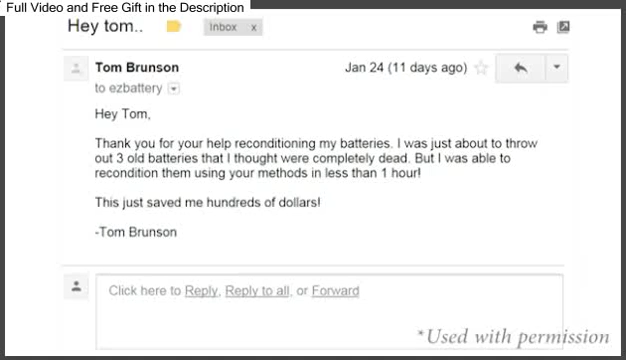 Full Video and Free Gift in the Description
Hey tom.. Inbox x
Tom Brunson Jan 24 (11 days ago)
to ezbattery
Hey Tom,
Thank you for your help reconditioning my batteries. I was just about to throw
out 3 old batteries that I thought were completely dead. But I was able to
recondition them using your methods in less than 1 hour!
This just saved me hundreds of dollars!
-Tom Brunson
Click here to Reply, Reply to all, or Forward
*Used with permission